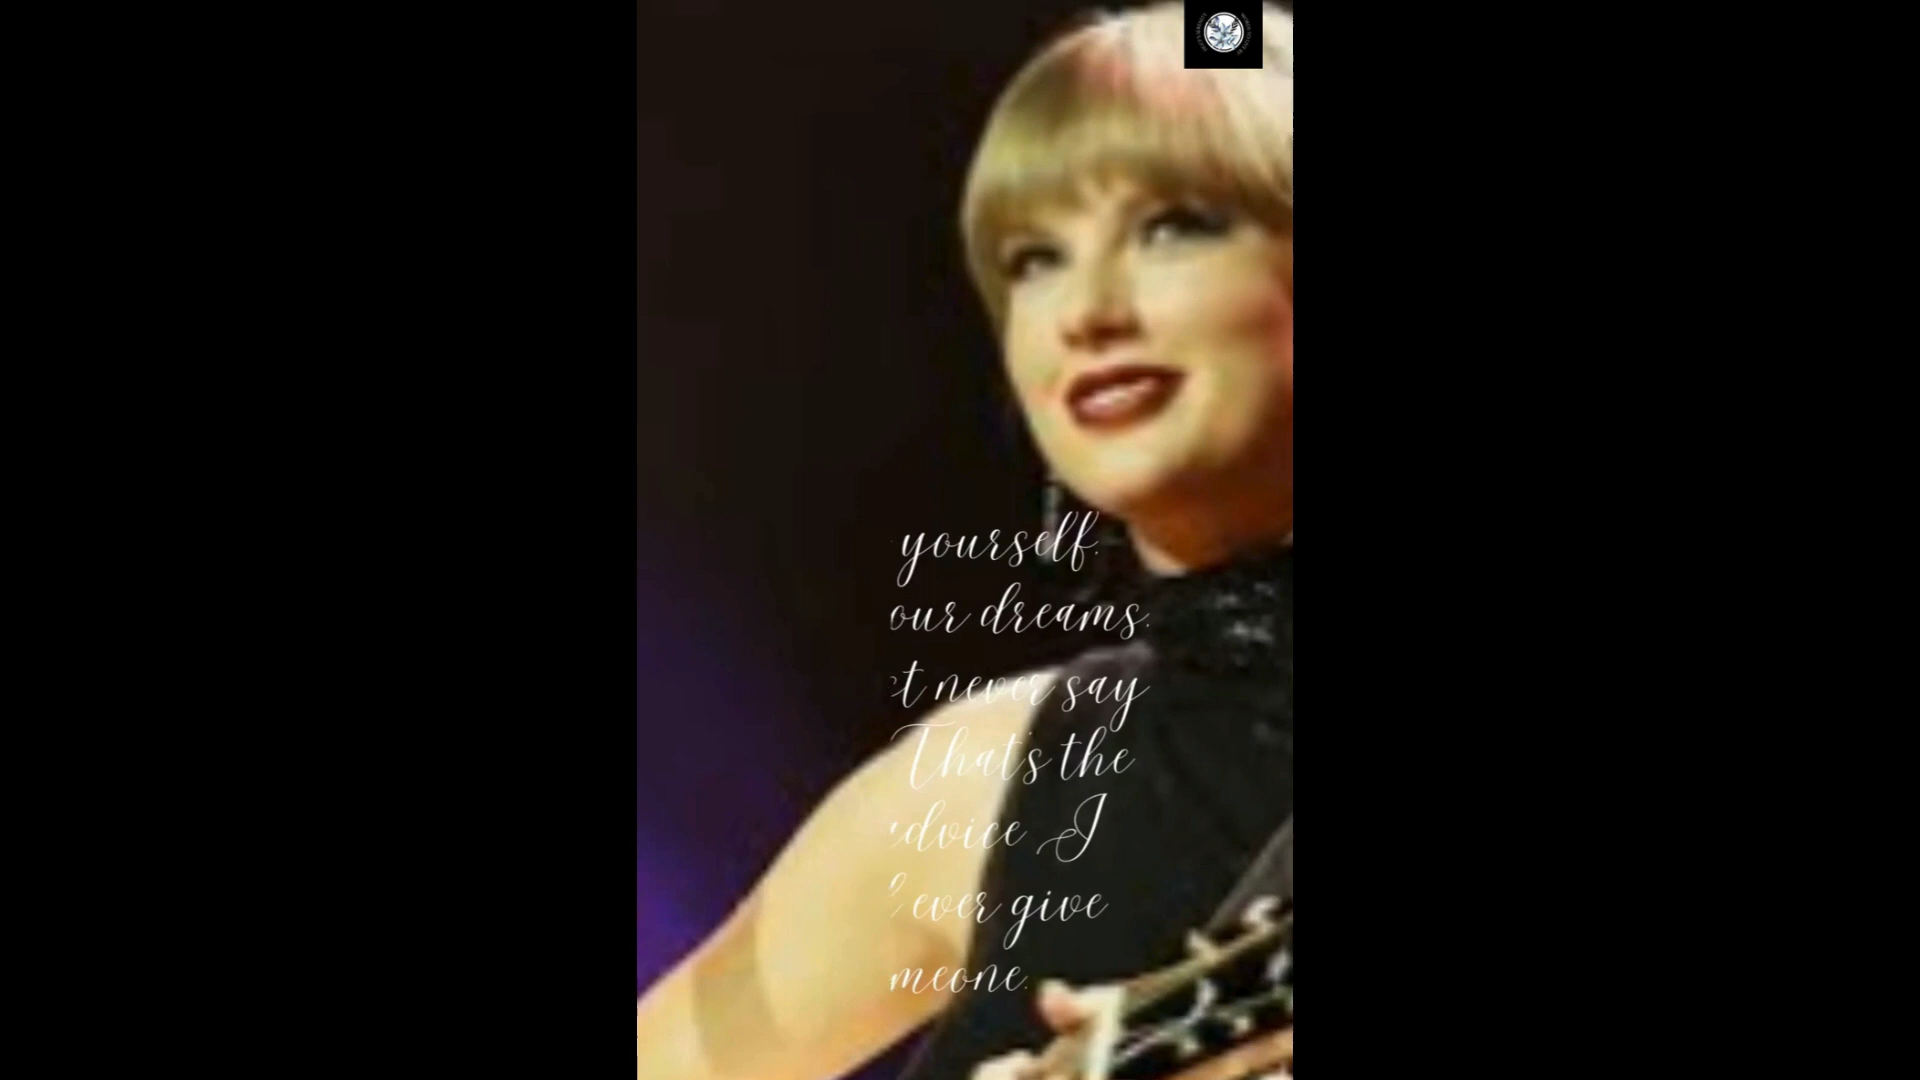 yourself.
our dreams.
t never say
That's the
dvice I
ever give
meone.